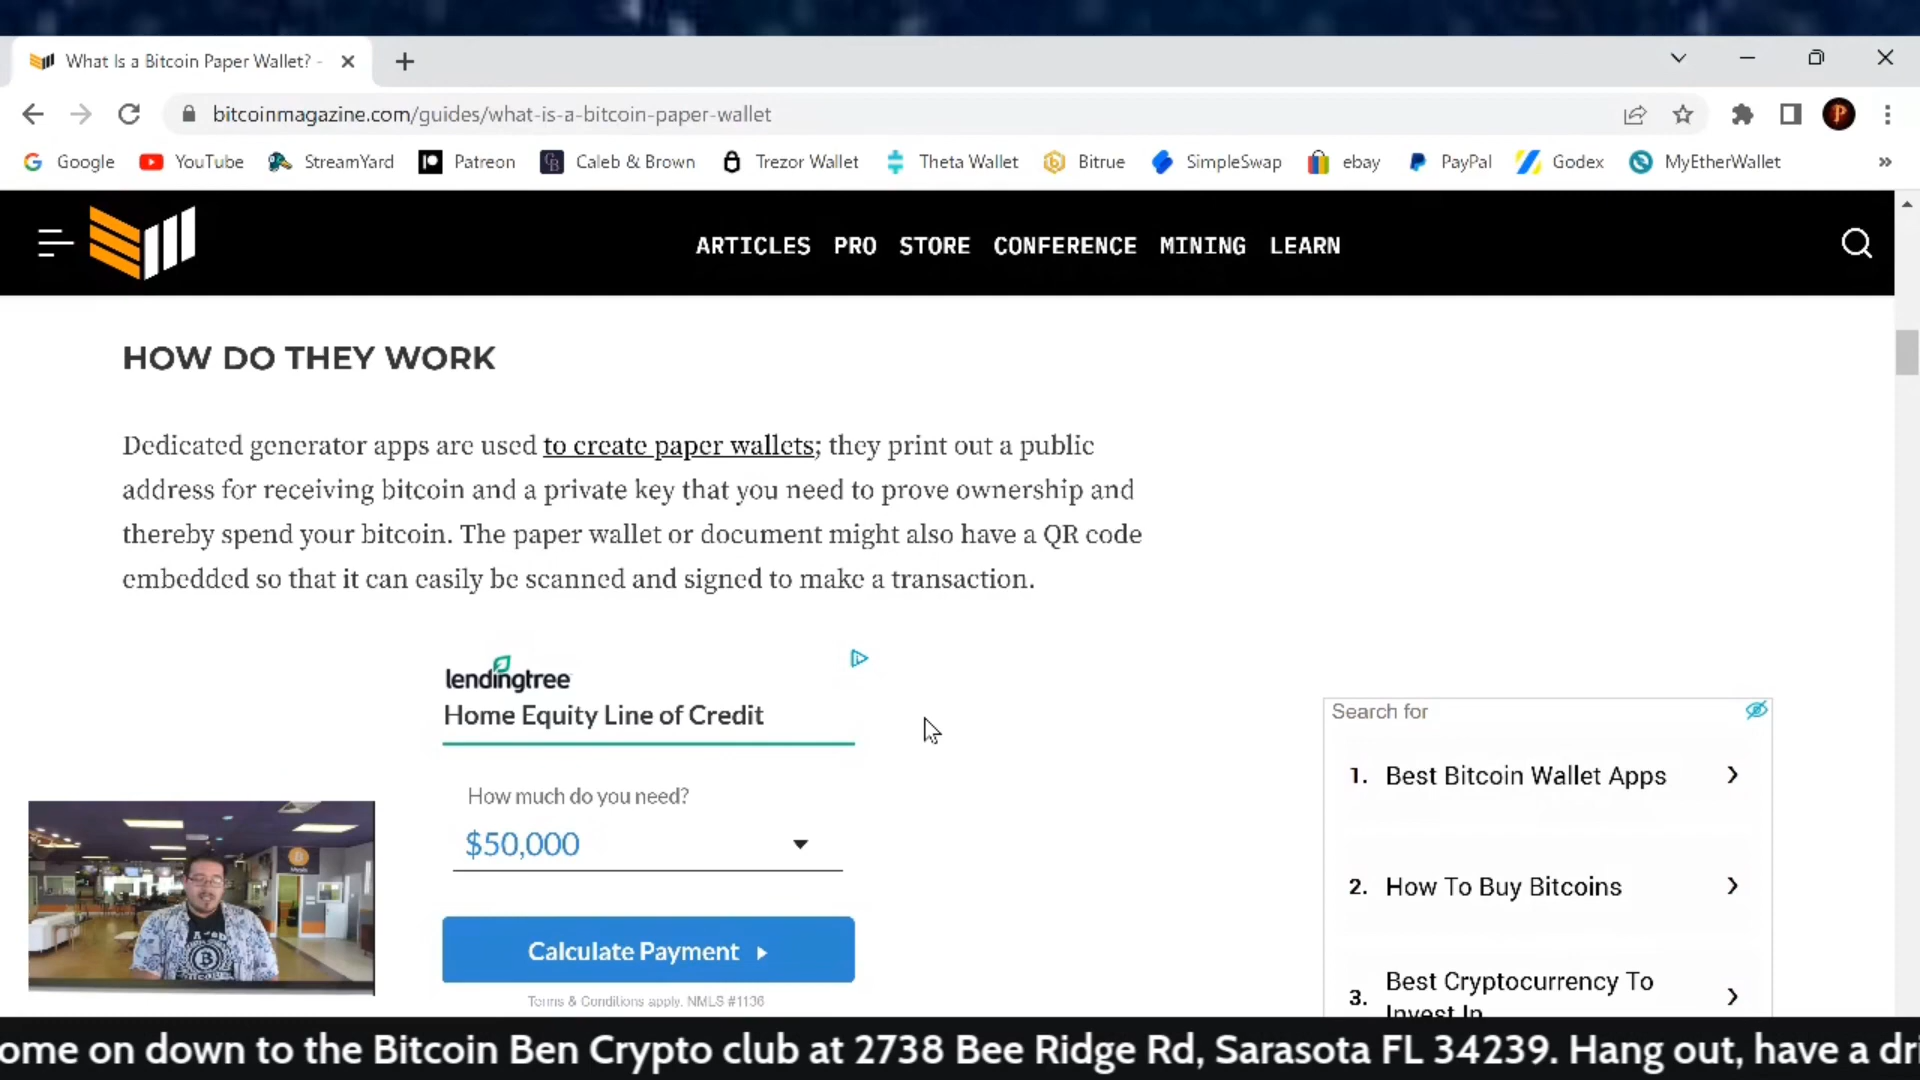 What Is a Bitcoin Paper Wallet? -
bitcoinmagazine.com/guides/what-is-a-bitcoin-paper-wallet
P
Google YouTube StreamYard Patreon Caleb & Brown Trezor Wallet Theta Wallet Bitrue SimpleSwap ebay PayPal Godex MyEtherWallet »
ARTICLES PRO STORE CONFERENCE MINING LEARN
HOW DO THEY WORK
Dedicated generator apps are used to create paper wallets; they print out a public
address for receiving bitcoin and a private key that you need to prove ownership and
thereby spend your bitcoin. The paper wallet or document might also have a QR code
embedded so that it can easily be scanned and signed to make a transaction.
lendingtree
Home Equity Line of Credit
How much do you need?
$50,000
Calculate Payment
Terms & Conditions apply. NMLS #1136
Search for
1. Best Bitcoin Wallet Apps
2. How To Buy Bitcoins
3. Best Cryptocurrency To
Invest In
ome on down to the Bitcoin Ben Crypto club at 2738 Bee Ridge Rd, Sarasota FL 34239. Hang out, have a dri